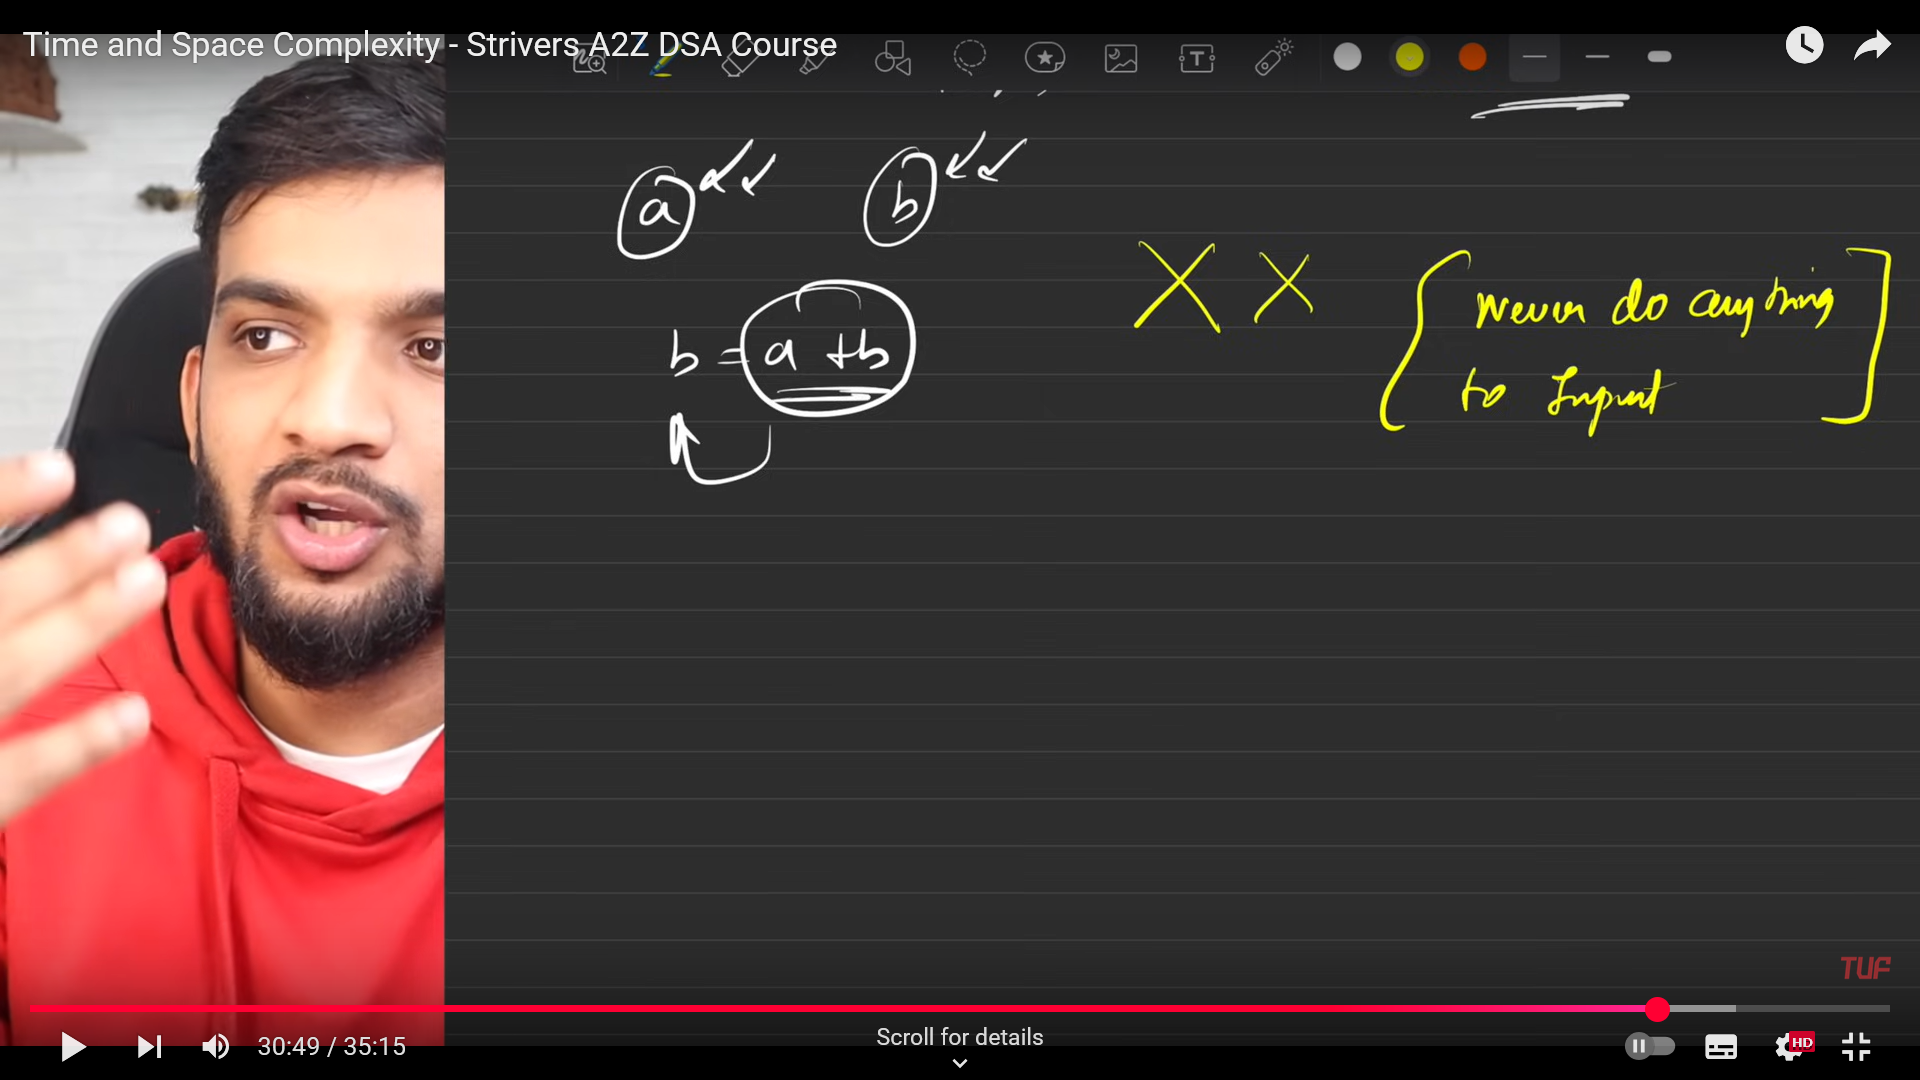 Time and Space Complexity - Strivers A2Z DSA Course
a b
b = a + b
Never do anything
to Input
TUF
30:49 / 35:15
Scroll for details
HD